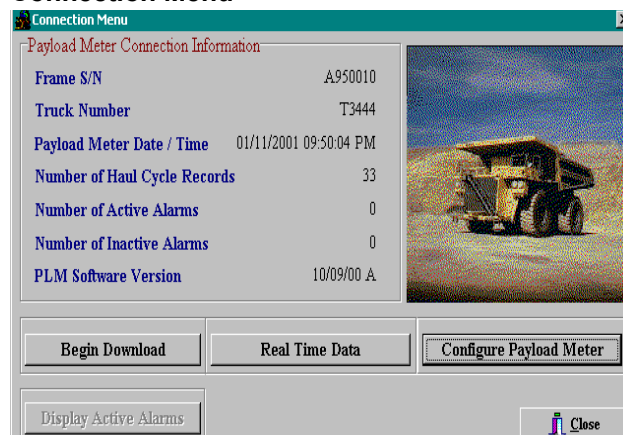 Connection Menu
Payload Meter Connection Information
Frame S/N A950010
Truck Number T3444
Payload Meter Date / Time 01/11/2001 09:50:04 PM
Number of Haul Cycle Records 33
Number of Active Alarms 0
Number of Inactive Alarms 0
PLM Software Version 10/09/00 A
Begin Download Real Time Data Configure Payload Meter
Display Active Alarms Close